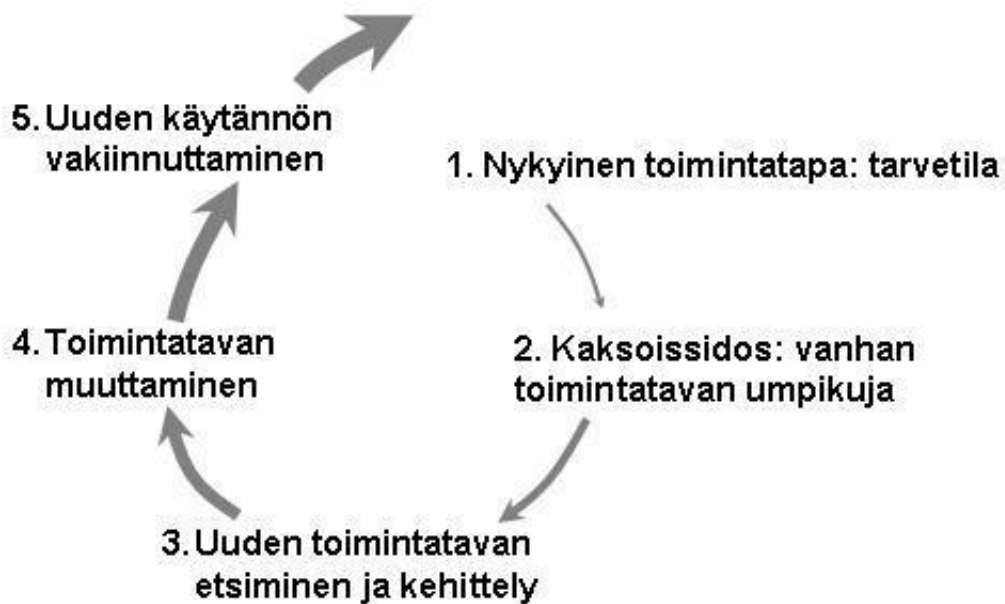 1. Nykyinen toimintatapa: tarvetila
2. Kaksoissidos: vanhan
toimintatavan umpikuja
3. Uuden toimintatavan
etsiminen ja kehittely
4. Toimintatavan
muuttaminen
5. Uuden käytännön
vakiinnuttaminen